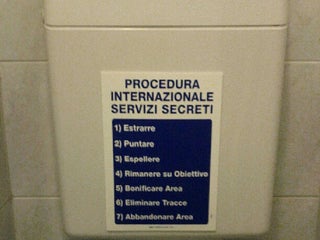 PROCEDURA
INTERNAZIONALE
SERVIZI SECRETI
1) Estrarre
2) Puntare
3) Espellere
4) Rimanere su Obiettivo
5) Bonificare Area
6) Eliminare Tracce
7) Abbandonare Area